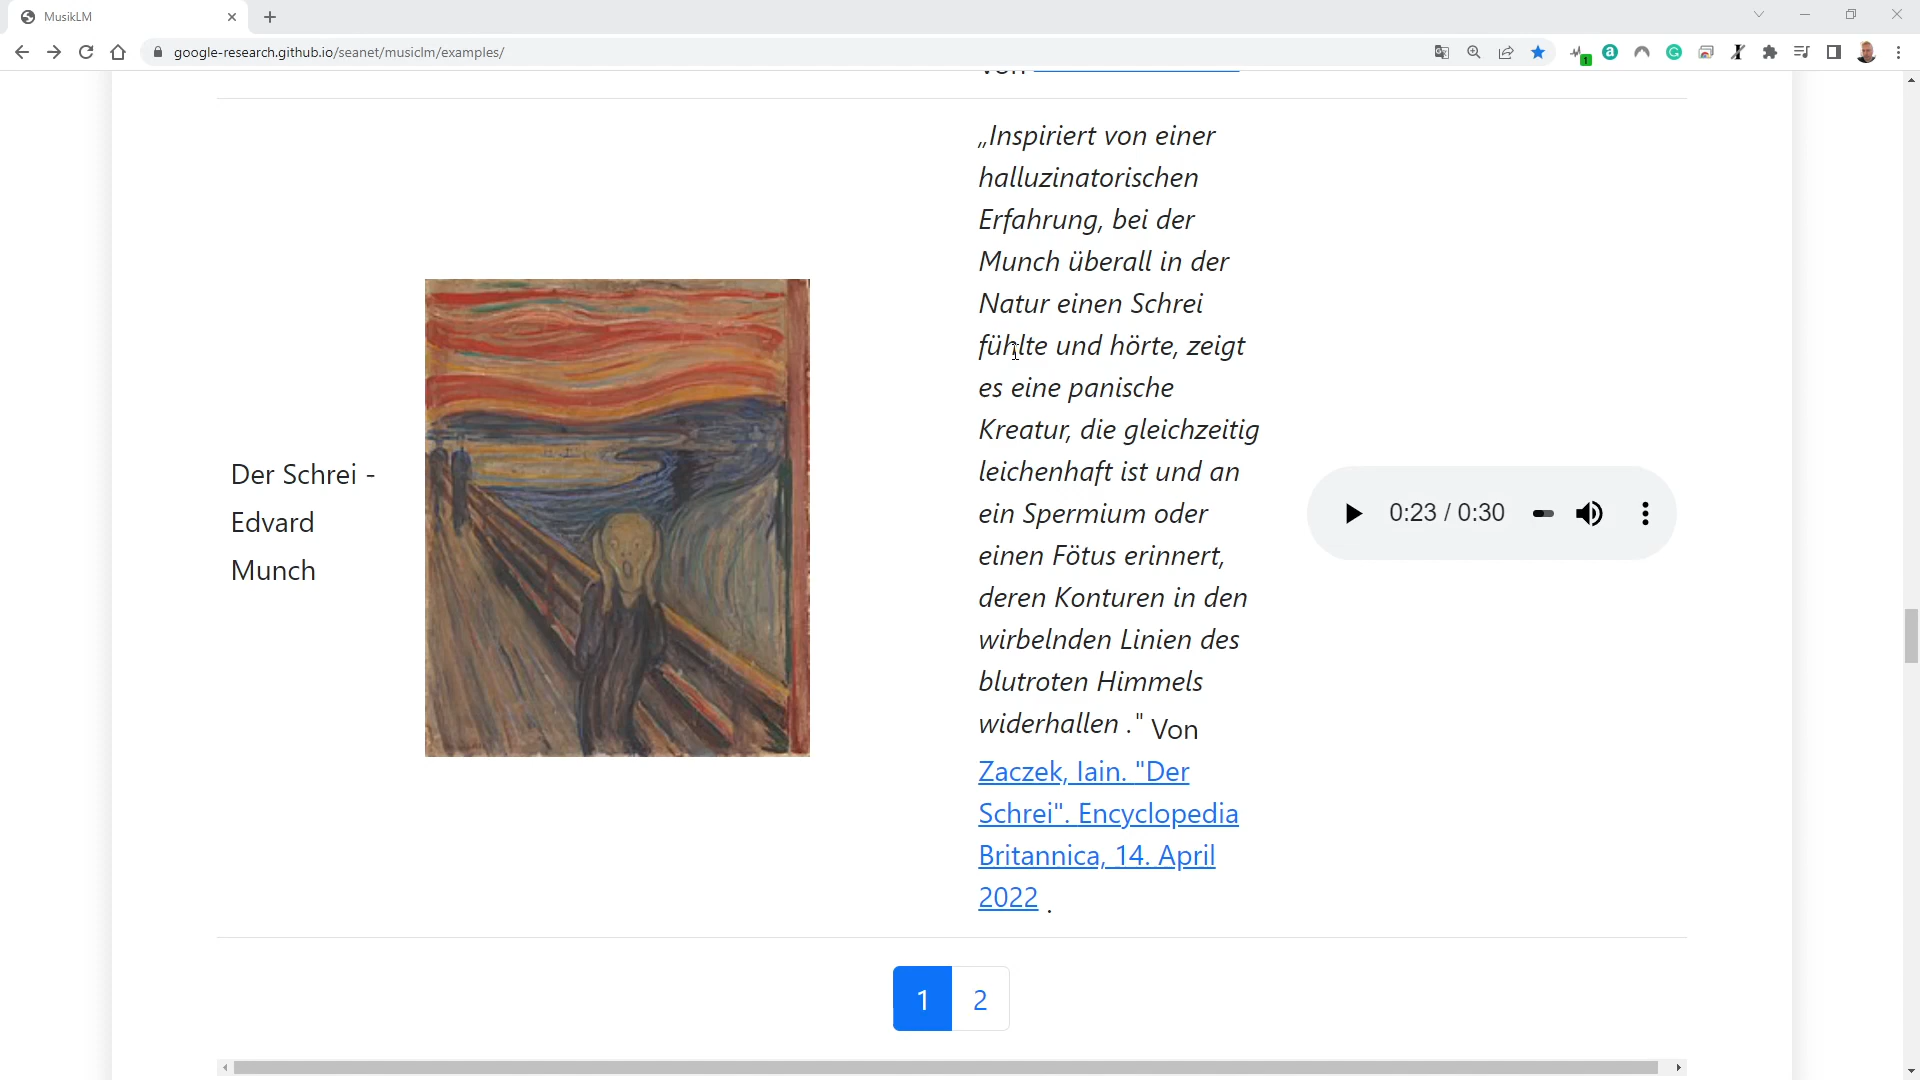 MusikLM
google-research.github.io/seanet/musiclm/examples/
1
a
„Inspiriert von einer
halluzinatorischen
Erfahrung, bei der
Munch überall in der
Natur einen Schrei
fühlte und hörte, zeigt
es eine panische
Kreatur, die gleichzeitig
leichenhaft ist und an
ein Spermium oder
einen Fötus erinnert,
deren Konturen in den
wirbelnden Linien des
blutroten Himmels
widerhallen ." Von
Zaczek, Iain. "Der
Schrei". Encyclopedia
Britannica, 14. April
2022 .
Der Schrei -
Edvard
Munch
0:23 / 0:30
1 2